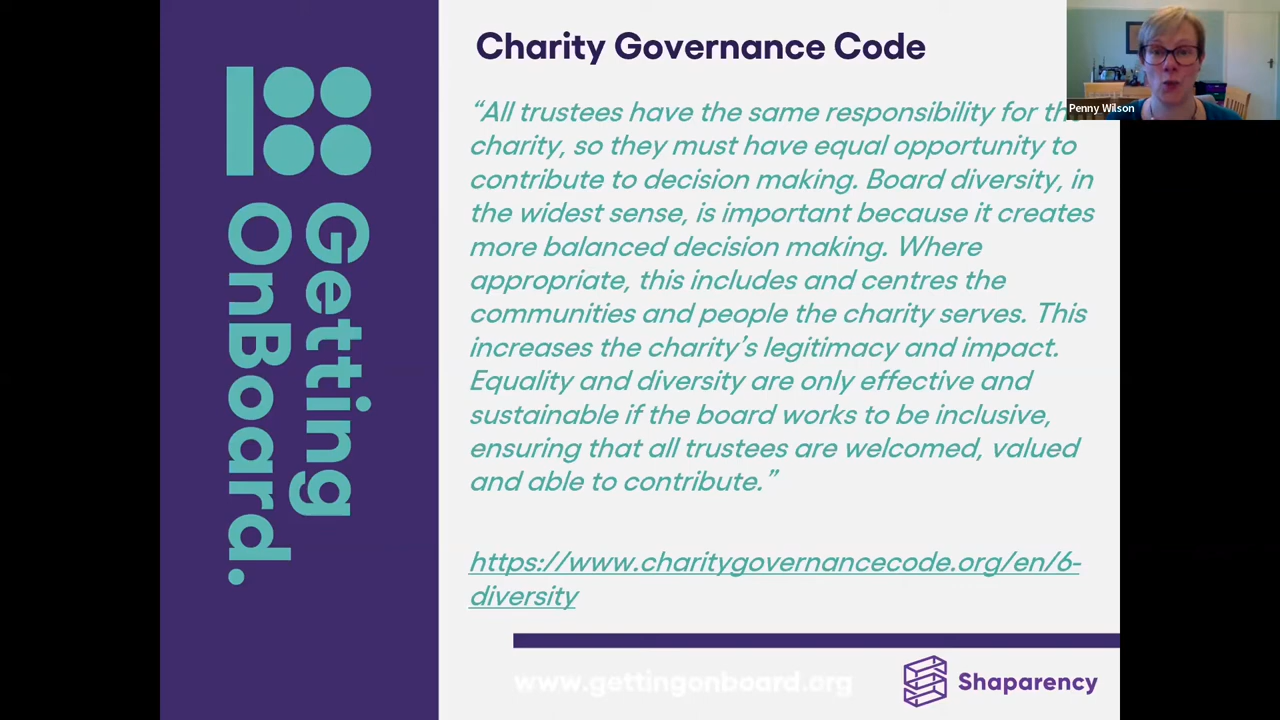 Getting
OnBoard.
Charity Governance Code
Penny Wilson
“All trustees have the same responsibility for the
charity, so they must have equal opportunity to
contribute to decision making. Board diversity, in
the widest sense, is important because it creates
more balanced decision making. Where
appropriate, this includes and centres the
communities and people the charity serves. This
increases the charity’s legitimacy and impact.
Equality and diversity are only effective and
sustainable if the board works to be inclusive,
ensuring that all trustees are welcomed, valued
and able to contribute.”
https://www.charitygovernancecode.org/en/6-
diversity
www.gettingonboard.org
Shaparency